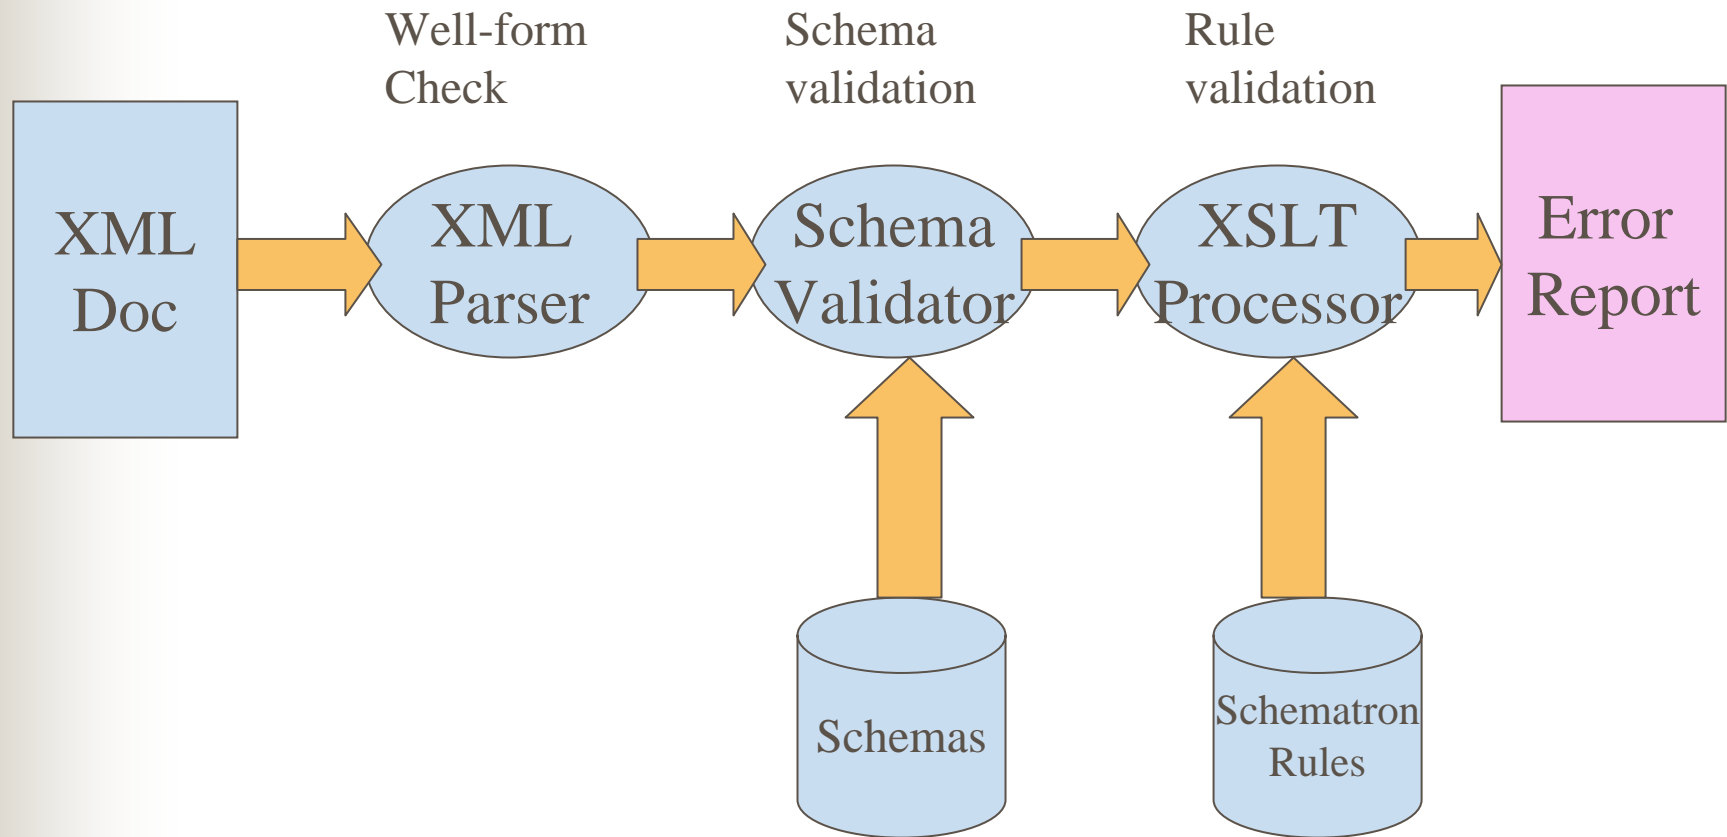 Well-form
Check
Schema
validation
Rule
validation
XML
Doc
XML
Parser
Schema
Validator
XSLT
Processor
Error
Report
Schemas
Schematron
Rules